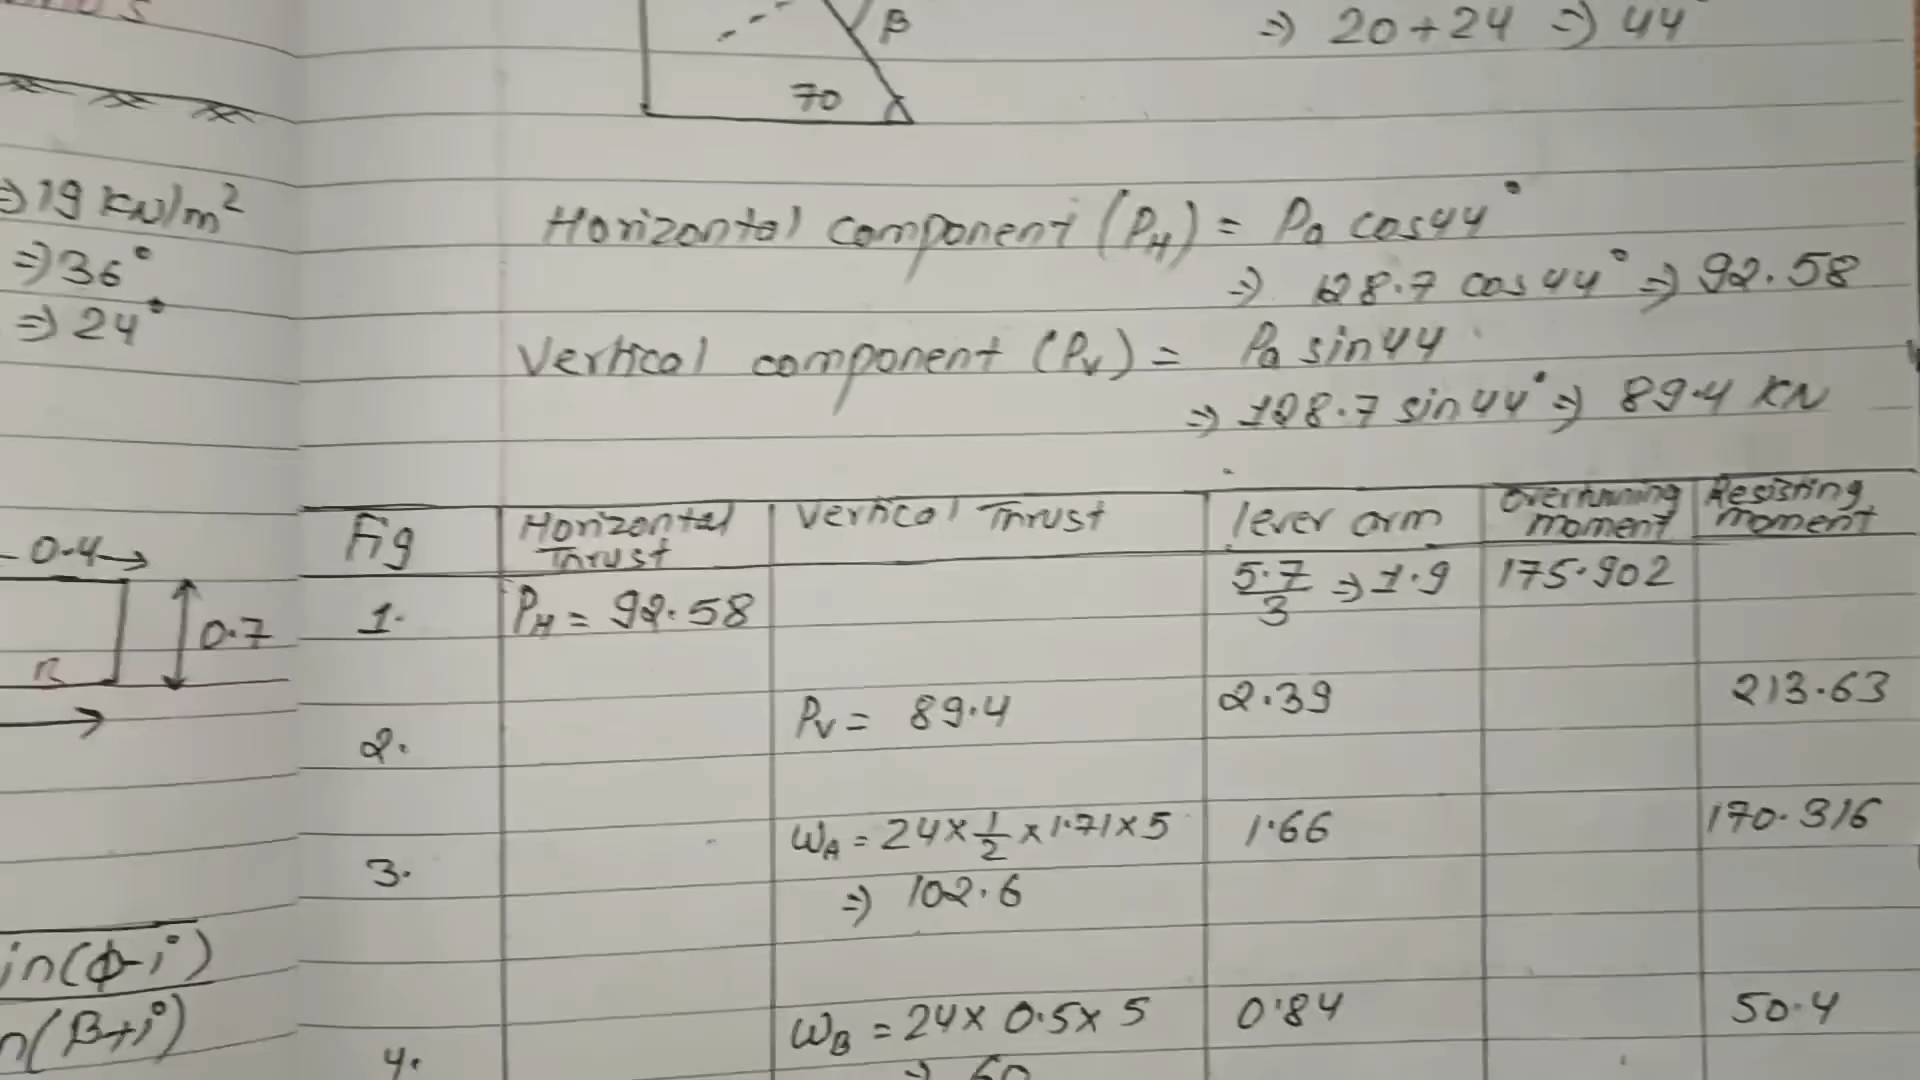 β
70
⇒ 20+24 ⇒ 44
⇒ 19 KN/m²
⇒ 36°
⇒ 24°
Horizontal component (PH) = Pa cos44°
⇒ 128.7 cos44° ⇒ 92.58
Vertical component (Pv) = Pa sin44
⇒ 128.7 sin44° ⇒ 89.4 KN
0.4
0.7
B
in(φ-i)
n(β+i)
Fig | Horizontal Thrust | Vertical Thrust | lever arm | Overturning moment | Resisting moment
1. | PH = 92.58 | | 5.7/3 ⇒ 1.9 | 175.902 |
2. | | Pv = 89.4 | 2.39 | | 213.63
3. | | WA = 24×1/2×1.71×5 | 1.66 | | 170.316
⇒ 102.6
4. | | WB = 24×0.5×5 | 0.84 | | 50.4
⇒ 60